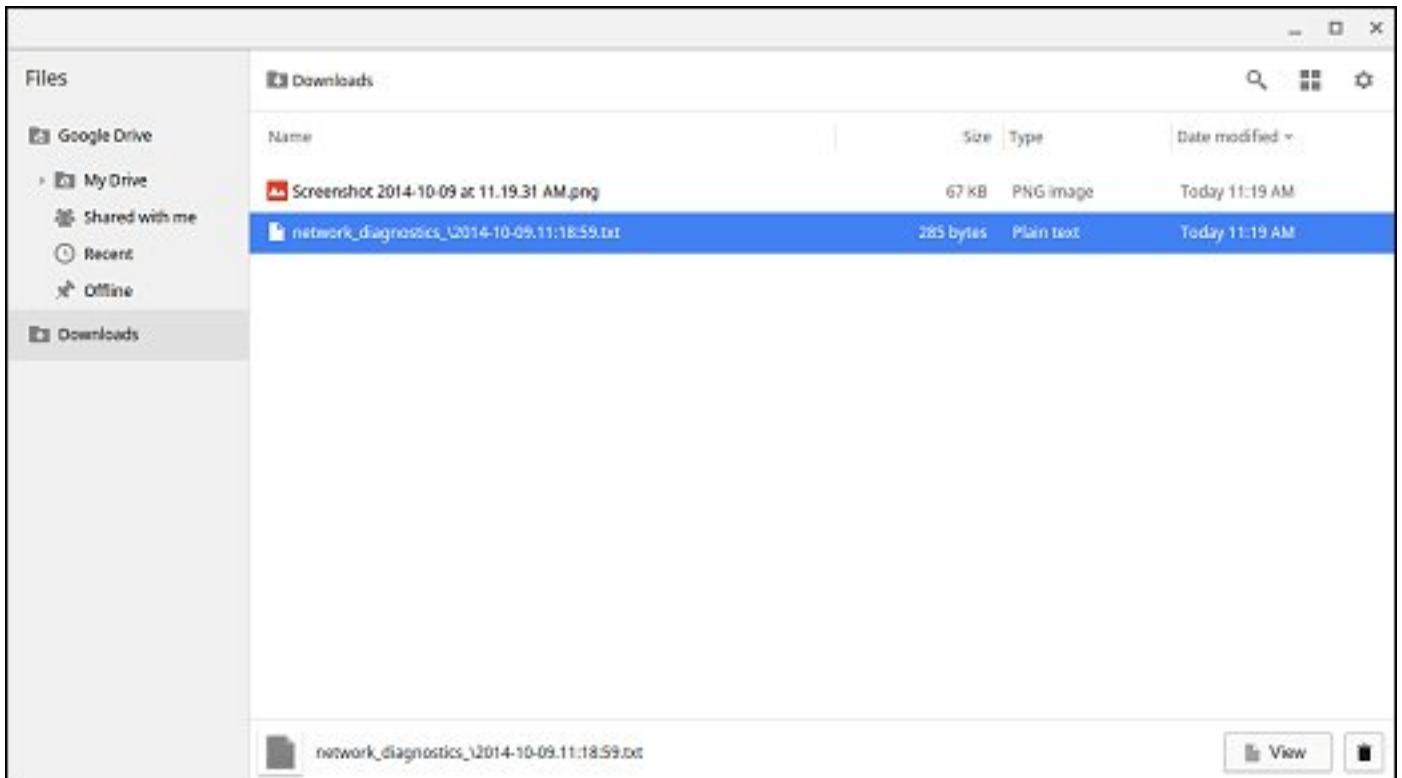 Files
Downloads
Google Drive
Name Size Type Date modified
My Drive
Screenshot 2014-10-09 at 11.19.31 AM.png 67 KB PNG image Today 11:19 AM
Shared with me
network_diagnostics_\2014-10-09.11:18:59.txt 285 bytes Plain text Today 11:19 AM
Recent
Offline
Downloads
network_diagnostics_\2014-10-09.11:18:59.txt View